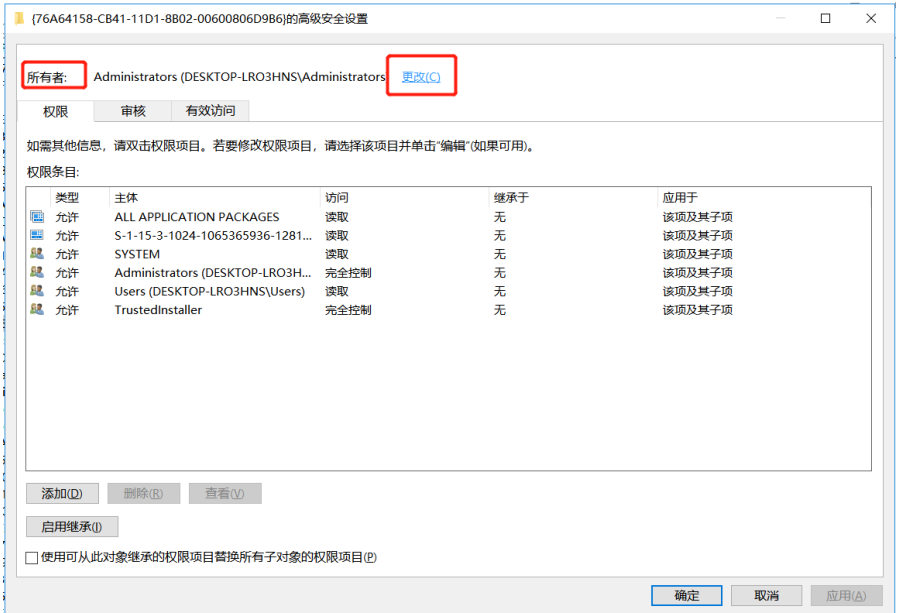 {76A64158-CB41-11D1-8B02-00600806D9B6}的高级安全设置
所有者: Administrators (DESKTOP-LRO3HNS\Administrators 更改(C)
权限 审核 有效访问
如需其他信息，请双击权限项目。若要修改权限项目，请选择该项目并单击“编辑”(如果可用)。
权限条目:
类型 主体 访问 继承于 应用于
允许 ALL APPLICATION PACKAGES 读取 无 该项及其子项
允许 S-1-15-3-1024-1065365936-1281... 读取 无 该项及其子项
允许 SYSTEM 读取 无 该项及其子项
允许 Administrators (DESKTOP-LRO3H... 完全控制 无 该项及其子项
允许 Users (DESKTOP-LRO3HNS\Users) 读取 无 该项及其子项
允许 TrustedInstaller 完全控制 无 该项及其子项
添加(D) 删除(R) 查看(V)
启用继承(I)
使用可从此对象继承的权限项目替换所有子对象的权限项目(P)
确定 取消 应用(A)